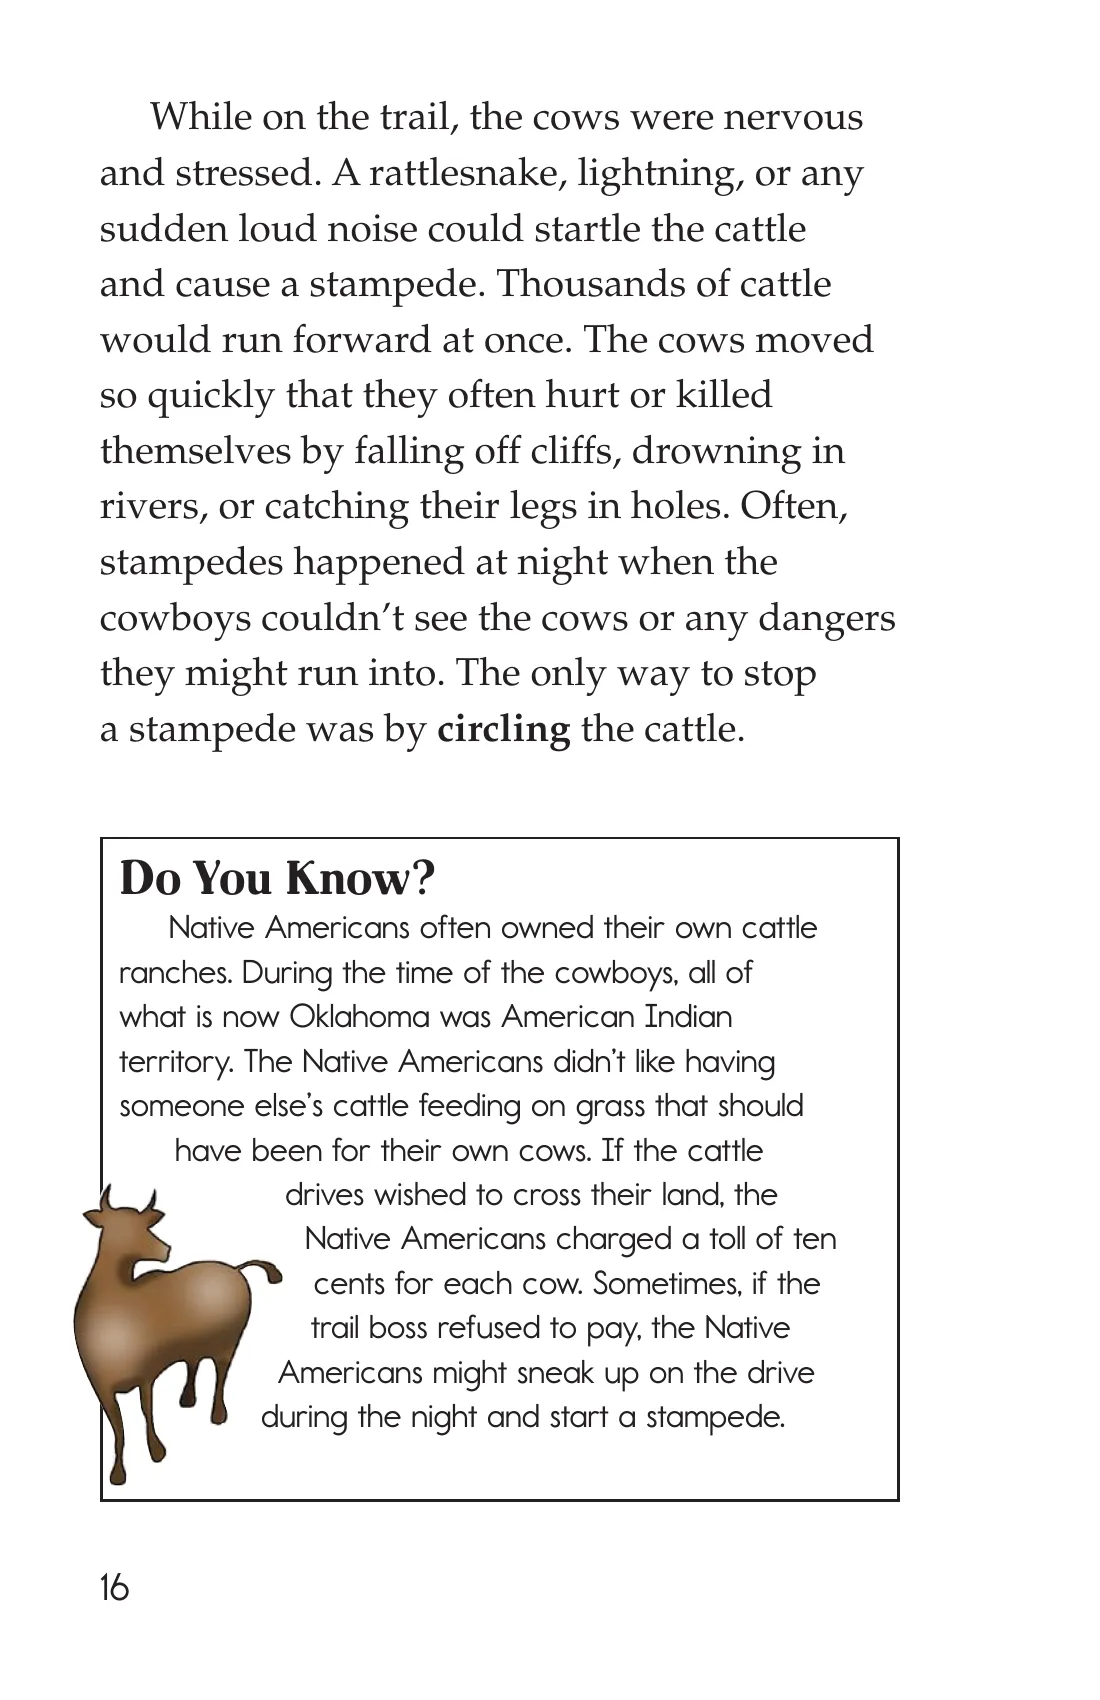 While on the trail, the cows were nervous
and stressed. A rattlesnake, lightning, or any
sudden loud noise could startle the cattle
and cause a stampede. Thousands of cattle
would run forward at once. The cows moved
so quickly that they often hurt or killed
themselves by falling off cliffs, drowning in
rivers, or catching their legs in holes. Often,
stampedes happened at night when the
cowboys couldn’t see the cows or any dangers
they might run into. The only way to stop
a stampede was by circling the cattle.
Do You Know?
Native Americans often owned their own cattle
ranches. During the time of the cowboys, all of
what is now Oklahoma was American Indian
territory. The Native Americans didn’t like having
someone else’s cattle feeding on grass that should
have been for their own cows. If the cattle
drives wished to cross their land, the
Native Americans charged a toll of ten
cents for each cow. Sometimes, if the
trail boss refused to pay, the Native
Americans might sneak up on the drive
during the night and start a stampede.
16